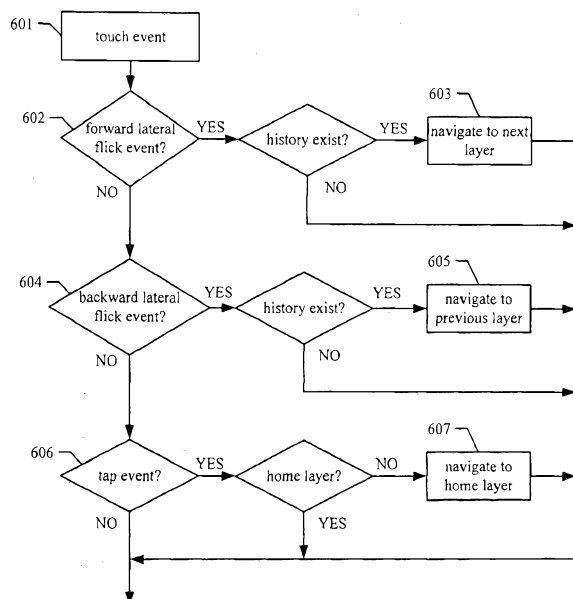 601
touch event
602
forward lateral
flick event?
YES
history exist?
YES
603
navigate to next
layer
NO
NO
604
backward lateral
flick event?
YES
history exist?
YES
605
navigate to
previous layer
NO
NO
606
tap event?
YES
home layer?
NO
607
navigate to
home layer
NO
YES